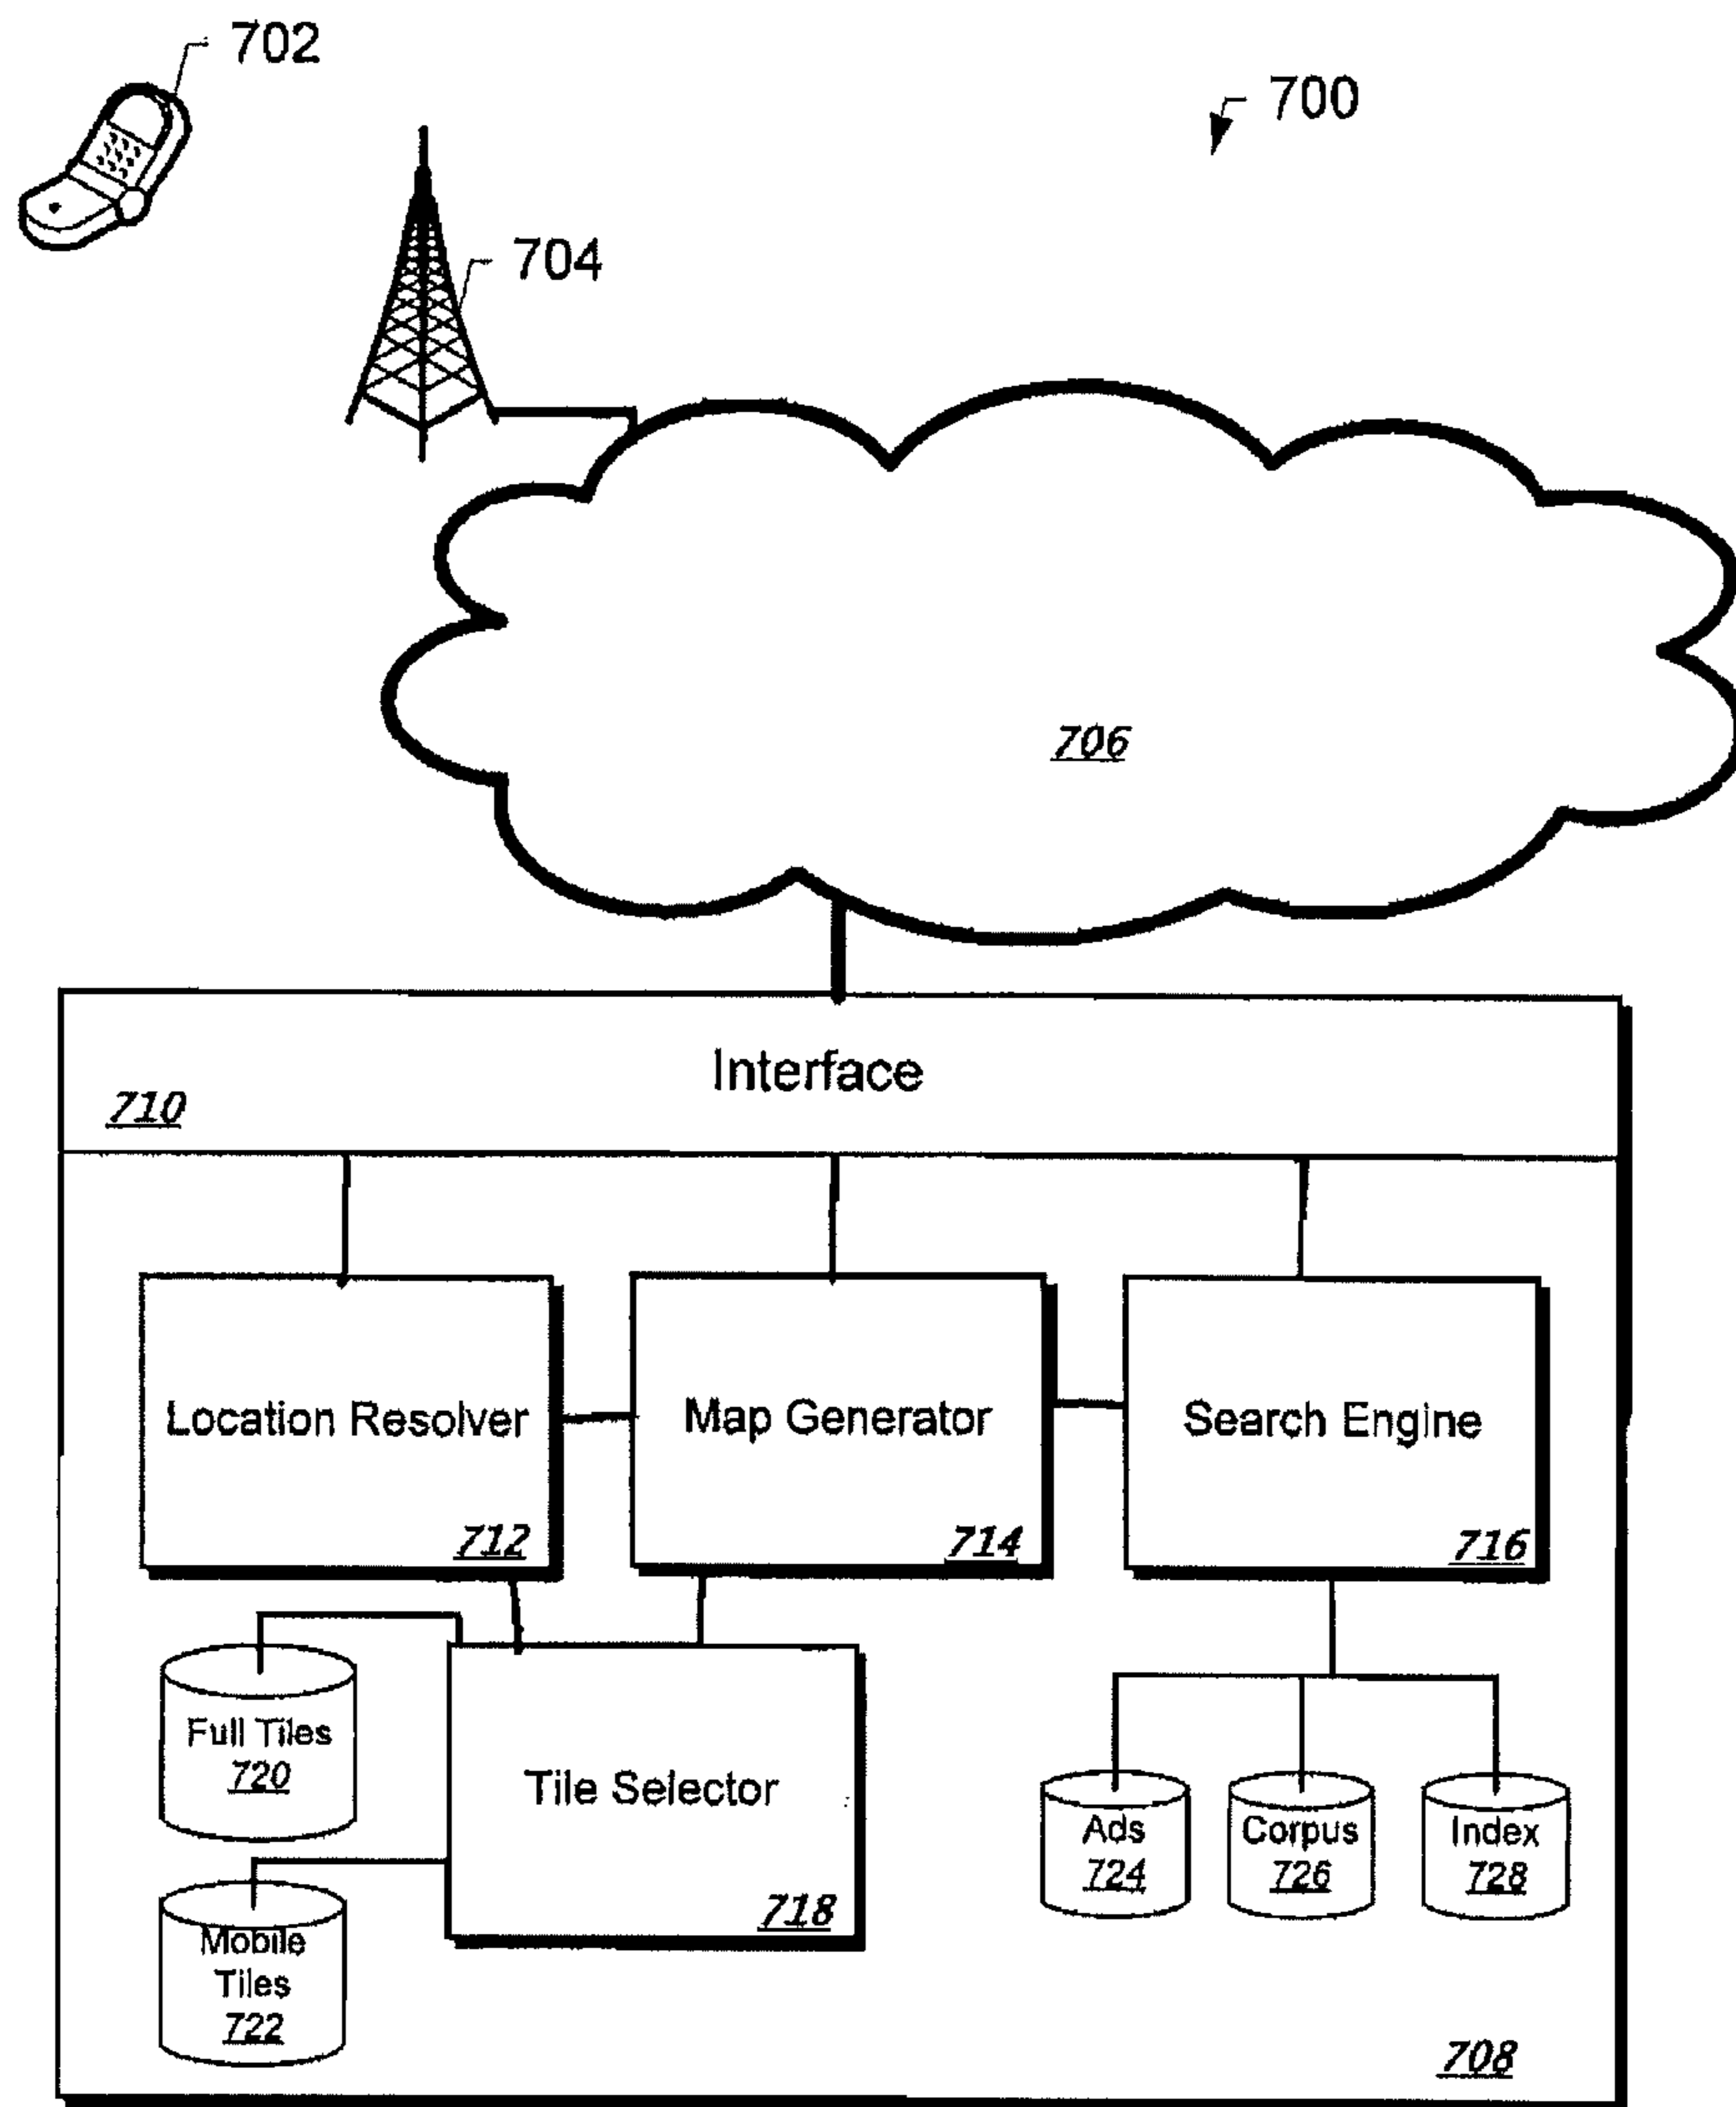 702
700
704
706
Interface
710
Location Resolver
712
Map Generator
714
Search Engine
716
Full Tiles
720
Tile Selector
718
Mobile
Tiles
722
Ads
724
Corpus
726
Index
728
708